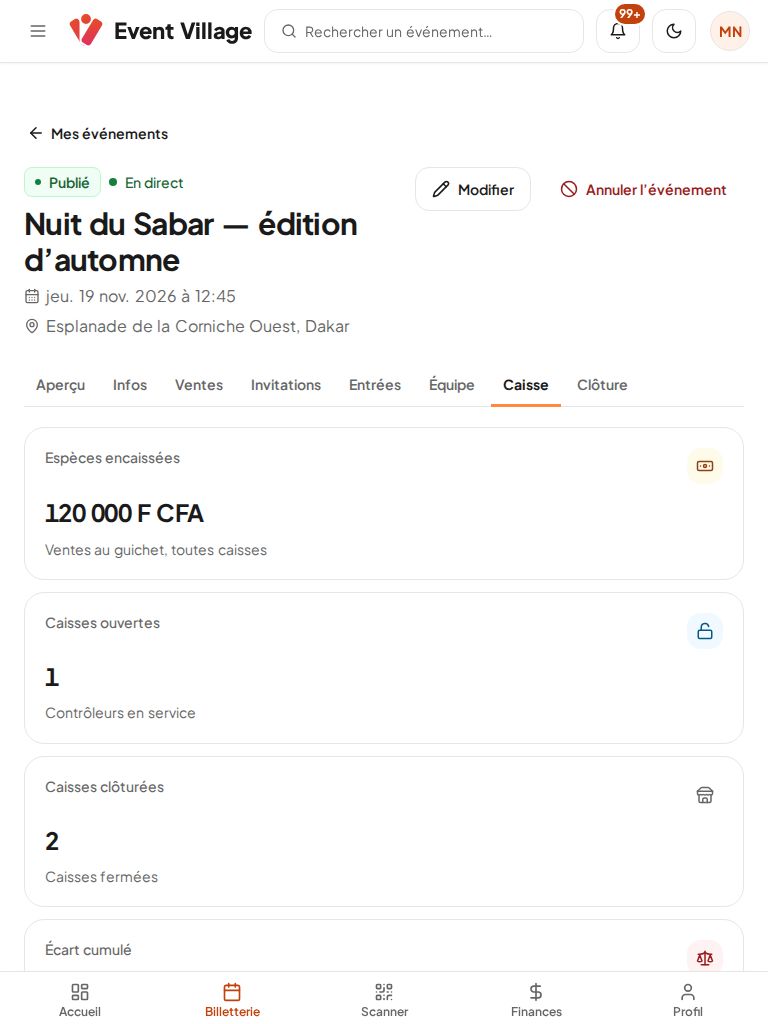 Event Village
Rechercher un événement…
99+
MN
Mes événements
Publié
En direct
Modifier
Annuler l’événement
Nuit du Sabar — édition
d’automne
jeu. 19 nov. 2026 à 12:45
Esplanade de la Corniche Ouest, Dakar
Aperçu
Infos
Ventes
Invitations
Entrées
Équipe
Caisse
Clôture
Espèces encaissées
120 000 F CFA
Ventes au guichet, toutes caisses
Caisses ouvertes
1
Contrôleurs en service
Caisses clôturées
2
Caisses fermées
Écart cumulé
Accueil
Billetterie
Scanner
Finances
Profil